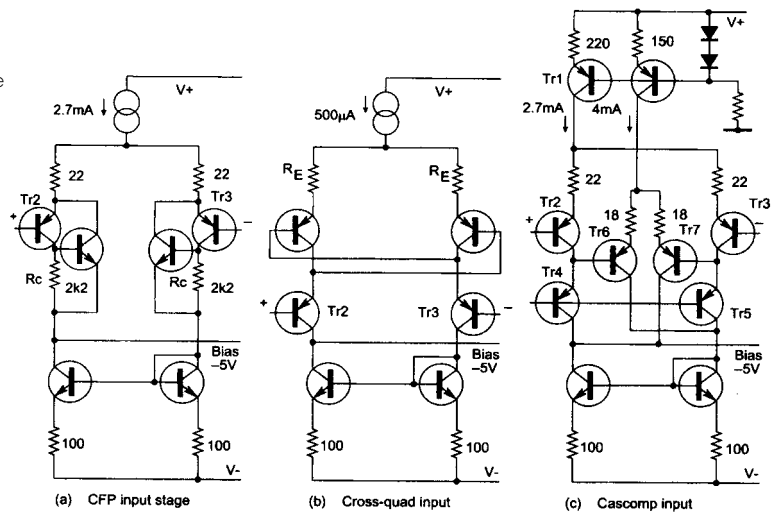 e
V+
2.7mA
22
22
Tr2
Tr3
+
−
Rc
2k2
Rc
2k2
Bias
−5V
100
100
V-
(a) CFP input stage
V+
500µA
RE
RE
+
Tr2
Tr3
−
Bias
−5V
100
100
V-
(b) Cross-quad input
V+
220
150
Tr1
2.7mA
4mA
22
22
Tr2
Tr3
+
−
18
18
Tr6
Tr7
Tr4
Tr5
Bias
−5V
100
100
V-
(c) Cascomp input